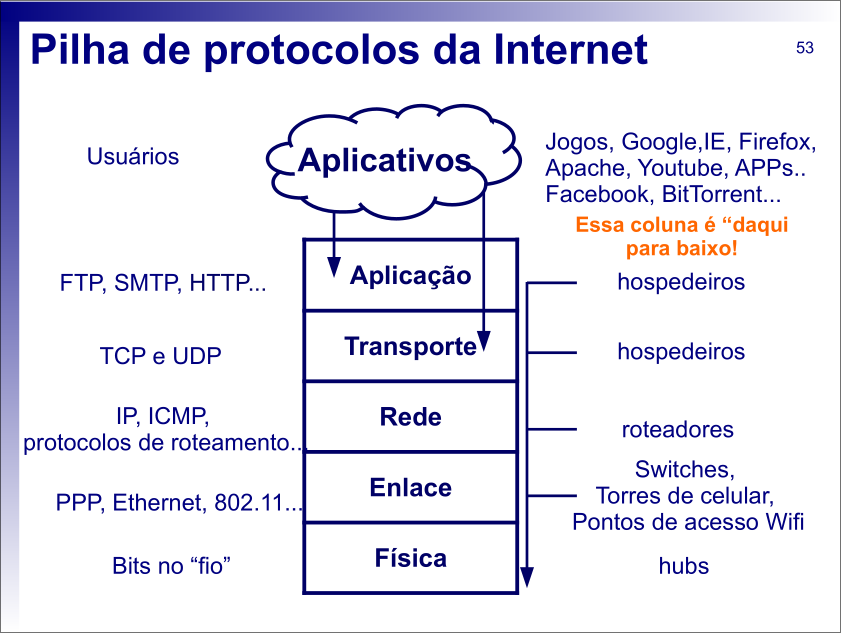 Pilha de protocolos da Internet
53
Usuários
Aplicativos
Jogos, Google,IE, Firefox,
Apache, Youtube, APPs..
Facebook, BitTorrent...
Essa coluna é “daqui
para baixo!
FTP, SMTP, HTTP...
Aplicação
hospedeiros
TCP e UDP
Transporte
hospedeiros
IP, ICMP,
protocolos de roteamento...
Rede
roteadores
PPP, Ethernet, 802.11...
Enlace
Switches,
Torres de celular,
Pontos de acesso Wifi
Bits no “fio”
Física
hubs